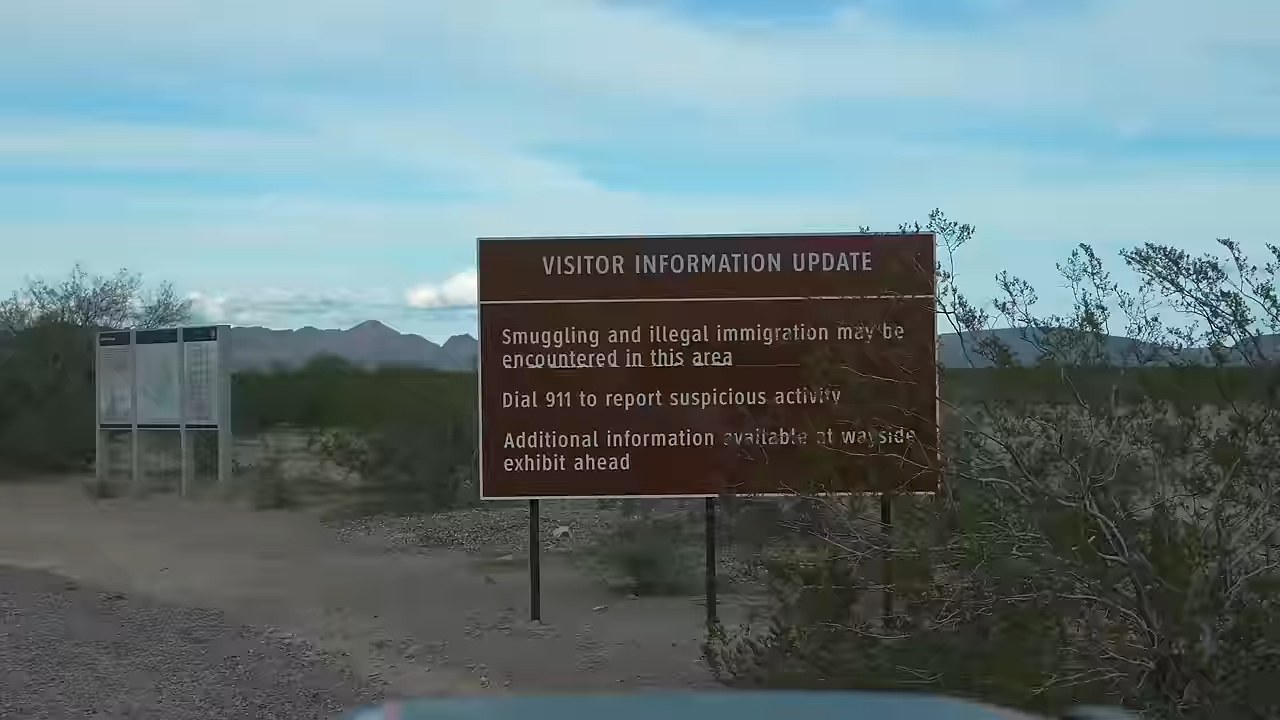 VISITOR INFORMATION UPDATE
Smuggling and illegal immigration may be
encountered in this area
Dial 911 to report suspicious activity
Additional information available at wayside
exhibit ahead